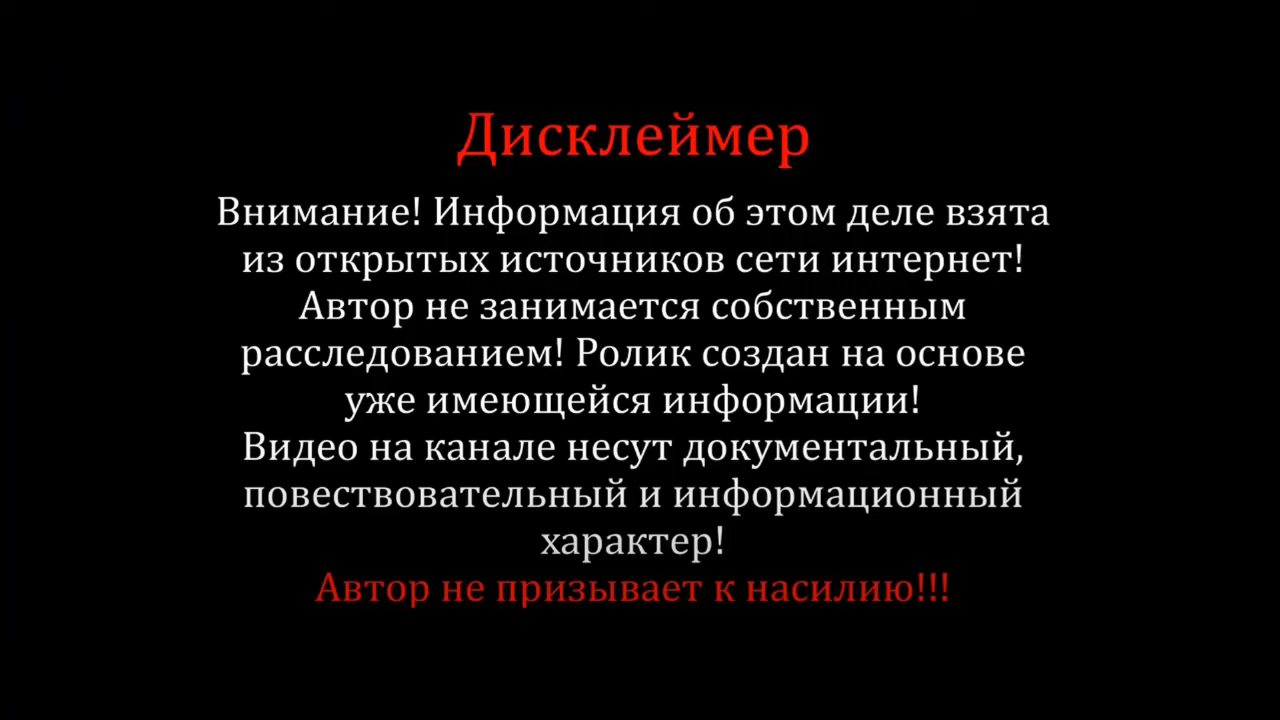 Дисклеймер
Внимание! Информация об этом деле взята
из открытых источников сети интернет!
Автор не занимается собственным
расследованием! Ролик создан на основе
уже имеющейся информации!
Видео на канале несут документальный,
повествовательный и информационный
характер!
Автор не призывает к насилию!!!